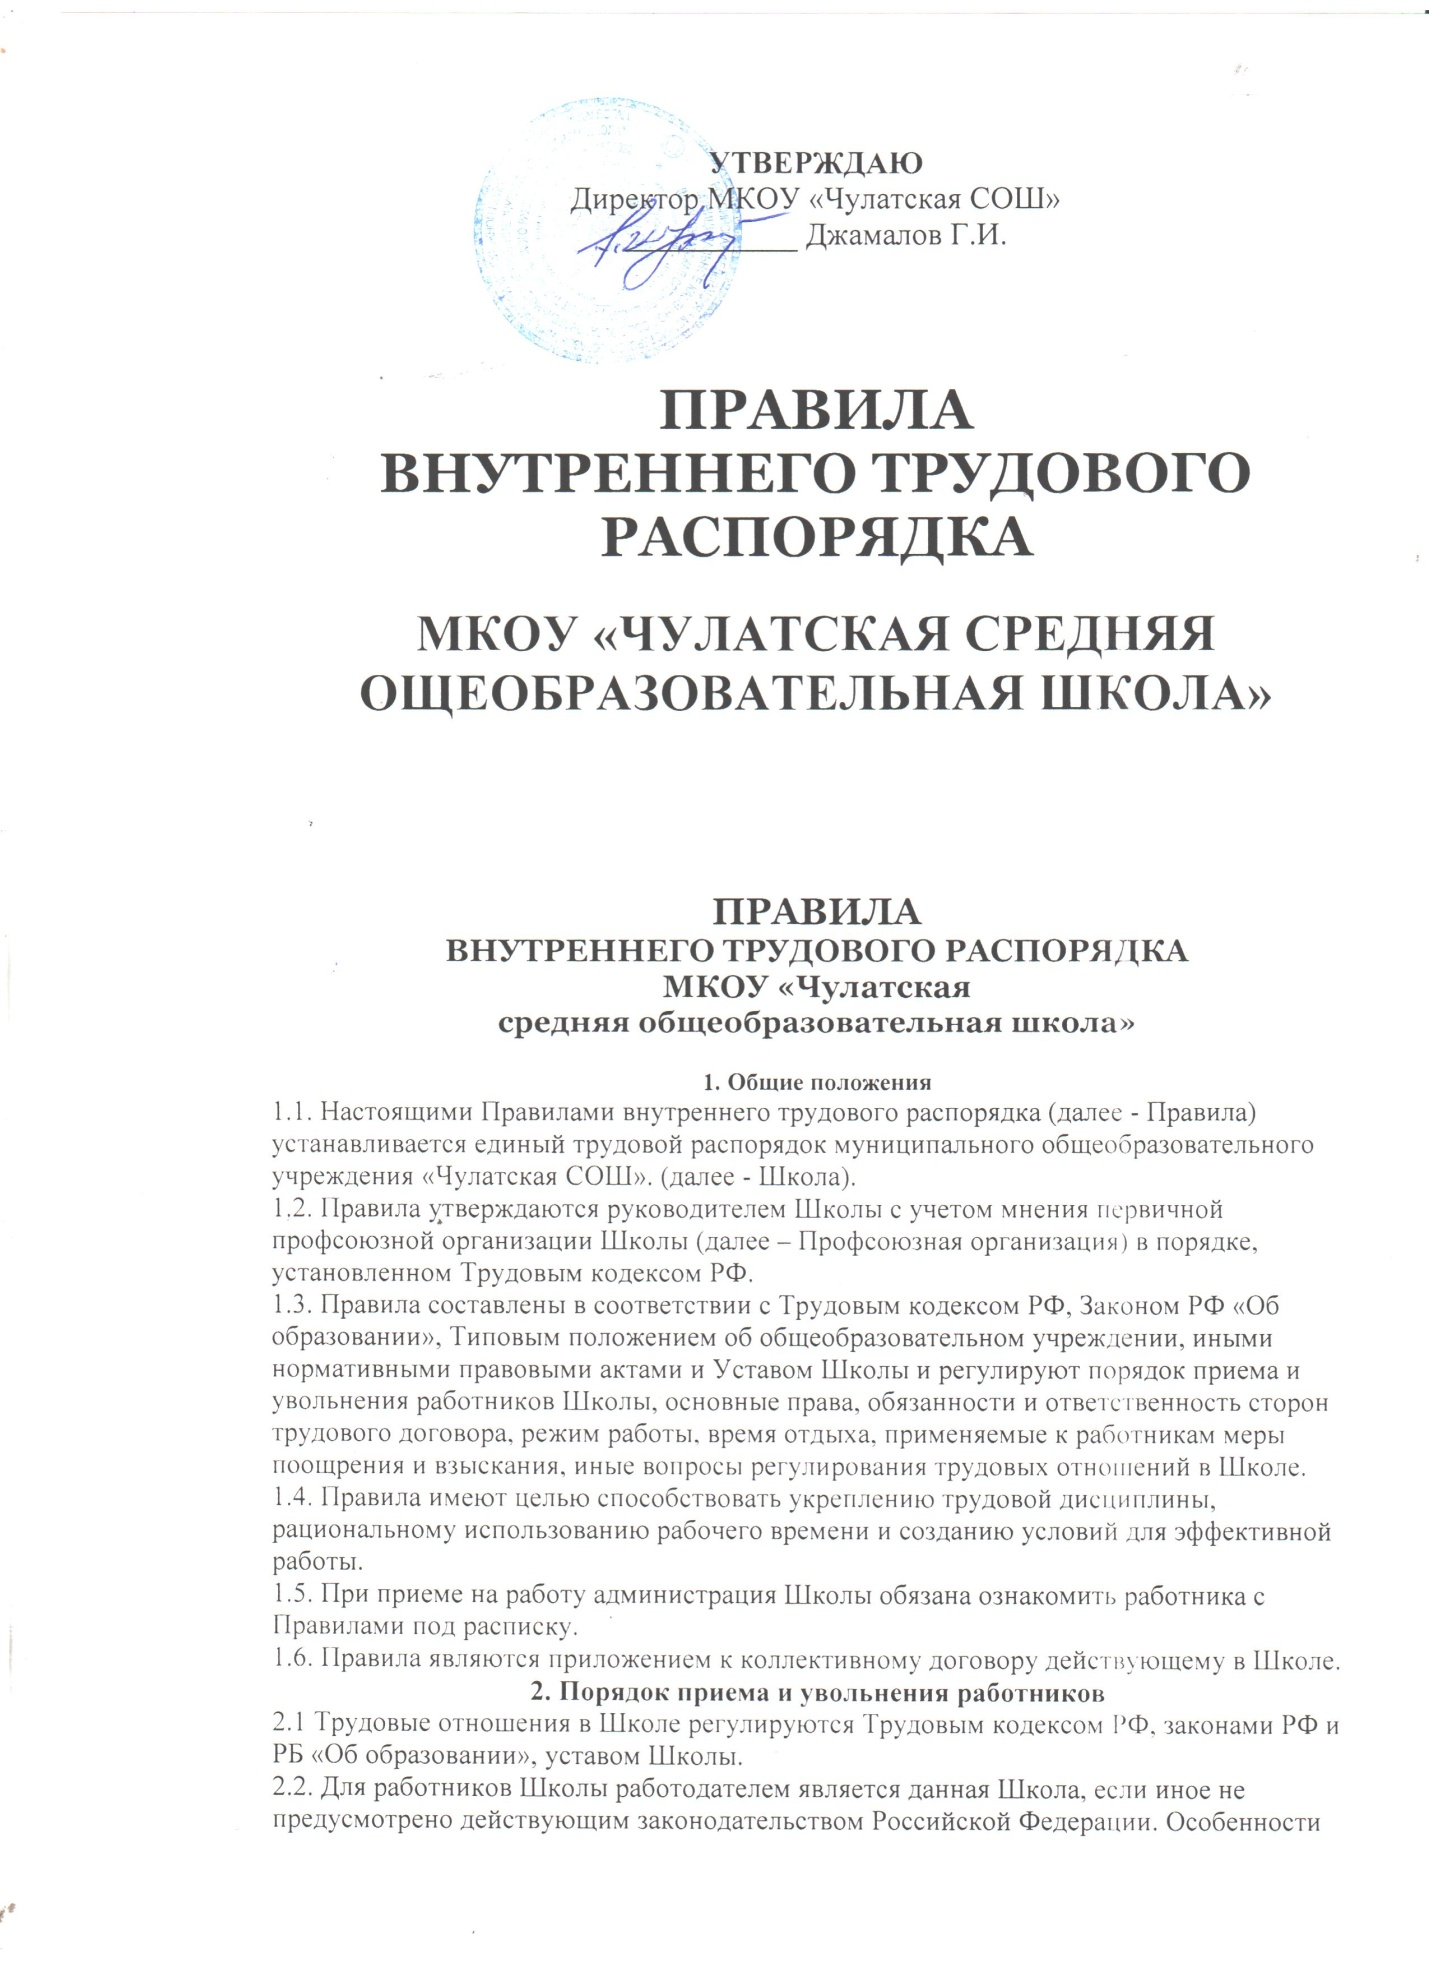 УТВЕРЖДАЮ
Директор МКОУ «Чулатская СОШ»
____________ Джамалов Г.И.
ПРАВИЛА
ВНУТРЕННЕГО ТРУДОВОГО
РАСПОРЯДКА
МКОУ «ЧУЛАТСКАЯ СРЕДНЯЯ
ОЩЕОБРАЗОВАТЕЛЬНАЯ ШКОЛА»
ПРАВИЛА
ВНУТРЕННЕГО ТРУДОВОГО РАСПОРЯДКА
МКОУ «Чулатская
средняя общеобразовательная школа»
1. Общие положения
1.1. Настоящими Правилами внутреннего трудового распорядка (далее - Правила)
устанавливается единый трудовой распорядок муниципального общеобразовательного
учреждения «Чулатская СОШ». (далее - Школа).
1.2. Правила утверждаются руководителем Школы с учетом мнения первичной
профсоюзной организации Школы (далее – Профсоюзная организация) в порядке,
установленном Трудовым кодексом РФ.
1.3. Правила составлены в соответствии с Трудовым кодексом РФ, Законом РФ «Об
образовании», Типовым положением об общеобразовательном учреждении, иными
нормативными правовыми актами и Уставом Школы и регулируют порядок приема и
увольнения работников Школы, основные права, обязанности и ответственность сторон
трудового договора, режим работы, время отдыха, применяемые к работникам меры
поощрения и взыскания, иные вопросы регулирования трудовых отношений в Школе.
1.4. Правила имеют целью способствовать укреплению трудовой дисциплины,
рациональному использованию рабочего времени и созданию условий для эффективной
работы.
1.5. При приеме на работу администрация Школы обязана ознакомить работника с
Правилами под расписку.
1.6. Правила являются приложением к коллективному договору действующему в Школе.
2. Порядок приема и увольнения работников
2.1 Трудовые отношения в Школе регулируются Трудовым кодексом РФ, законами РФ и
РБ «Об образовании», уставом Школы.
2.2. Для работников Школы работодателем является данная Школа, если иное не
предусмотрено действующим законодательством Российской Федерации. Особенности